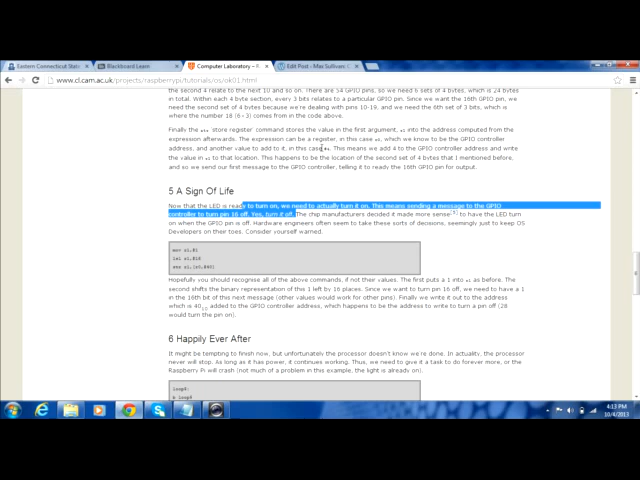 Eastern Connecticut State
Blackboard Learn
Computer Laboratory –
Edit Post ‹ Max Sullivan:
www.cl.cam.ac.uk/projects/raspberrypi/tutorials/os/ok01.html
the second 4 relate to the next 10 and so on. There are 54 GPIO pins, so we need 6 sets of 4 bytes, which is 24 bytes
in total. Within each 4 byte section, every 3 bits relates to a particular GPIO pin. Since we want the 16th GPIO pin, we
need the second set of 4 bytes because we're dealing with pins 10-19, and we need the 6th set of 3 bits, which is
where the number 18 (6×3) comes from in the code above.
Finally the str store register command stores the value in the first argument, r1 into the address computed from the
expression afterwards. The expression can be a register, in this case r0, which we know to be the GPIO controller
address, and another value to add to it, in this case #4. This means we add 4 to the GPIO controller address and write
the value in r1 to that location. This happens to be the location of the second set of 4 bytes that I mentioned before,
and so we send our first message to the GPIO controller, telling it to ready the 16th GPIO pin for output.
5 A Sign Of Life
Now that the LED is ready to turn on, we need to actually turn it on. This means sending a message to the GPIO
controller to turn pin 16 off. Yes, turn it off. The chip manufacturers decided it made more sense to have the LED turn
on when the GPIO pin is off. Hardware engineers often seem to take these sorts of decisions, seemingly just to keep OS
Developers on their toes. Consider yourself warned.
mov r1,#1
lsl r1,#16
str r1,[r0,#40]
Hopefully you should recognise all of the above commands, if not their values. The first puts a 1 into r1 as before. The
second shifts the binary representation of this 1 left by 16 places. Since we want to turn pin 16 off, we need to have a 1
in the 16th bit of this next message (other values would work for other pins). Finally we write it out to the address
which is 40₁₀ added to the GPIO controller address, which happens to be the address to write to turn a pin off (28
would turn the pin on).
6 Happily Ever After
It might be tempting to finish now, but unfortunately the processor doesn't know we're done. In actuality, the processor
never will stop. As long as it has power, it continues working. Thus, we need to give it a task to do forever more, or the
Raspberry Pi will crash (not much of a problem in this example, the light is already on).
loop$:
b loop$
4:13 PM
10/4/2013